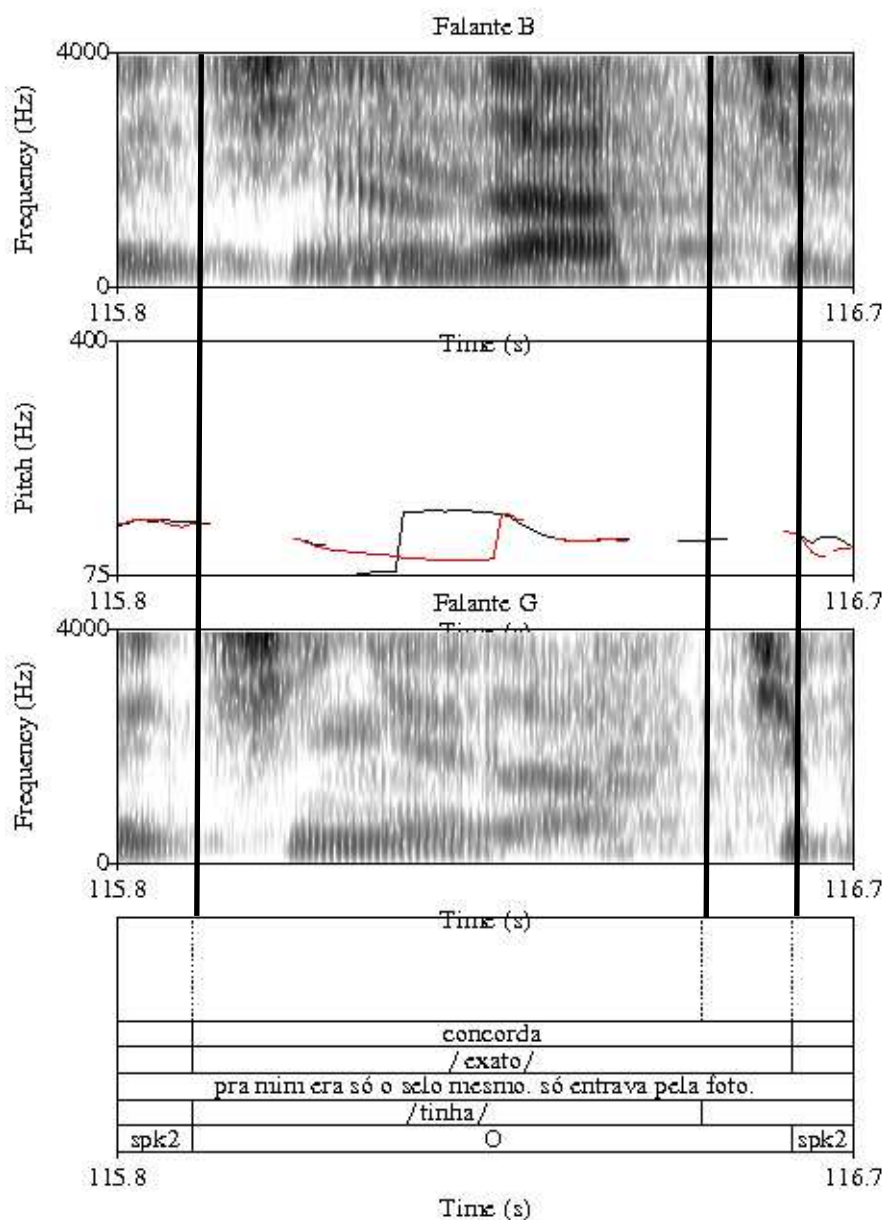 Falante B
4000
Frequency (Hz)
0
115.8 116.7
Time (s)
400
Pitch (Hz)
75
115.8 116.7
Time (s)
Falante G
4000
Frequency (Hz)
0
115.8 116.7
Time (s)
concorda
/exato/
pra mim era só o selo mesmo. só entrava pela foto.
/tinha/
spk2 O spk2
115.8 116.7
Time (s)